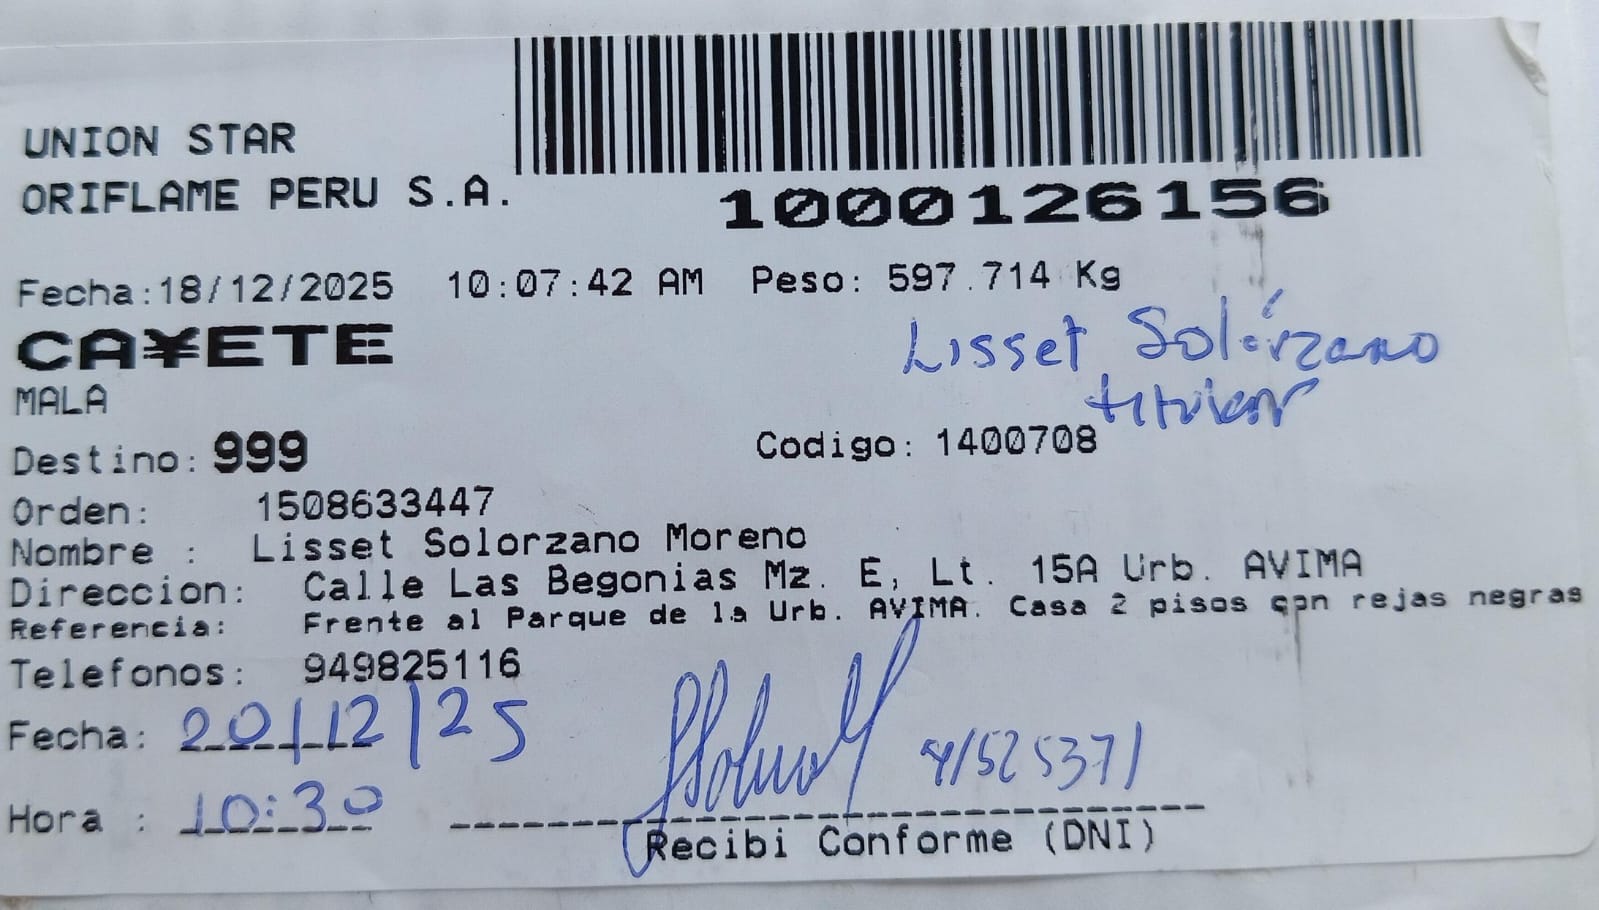 UNION STAR
ORIFLAME PERU S.A.
1000126156
Fecha:18/12/2025 10:07:42 AM Peso: 597.714 Kg
CA¥ETE
Lisset Solórzano
titular
MALA
Destino: 999
Codigo: 1400708
Orden: 1508633447
Nombre : Lisset Solorzano Moreno
Direccion: Calle Las Begonias Mz. E, Lt. 15A Urb. AVIMA
Referencia: Frente al Parque de la Urb. AVIMA. Casa 2 pisos con rejas negras
Telefonos: 949825116
Fecha: 20/12/25
Hora : 10:30
Recibi Conforme (DNI)